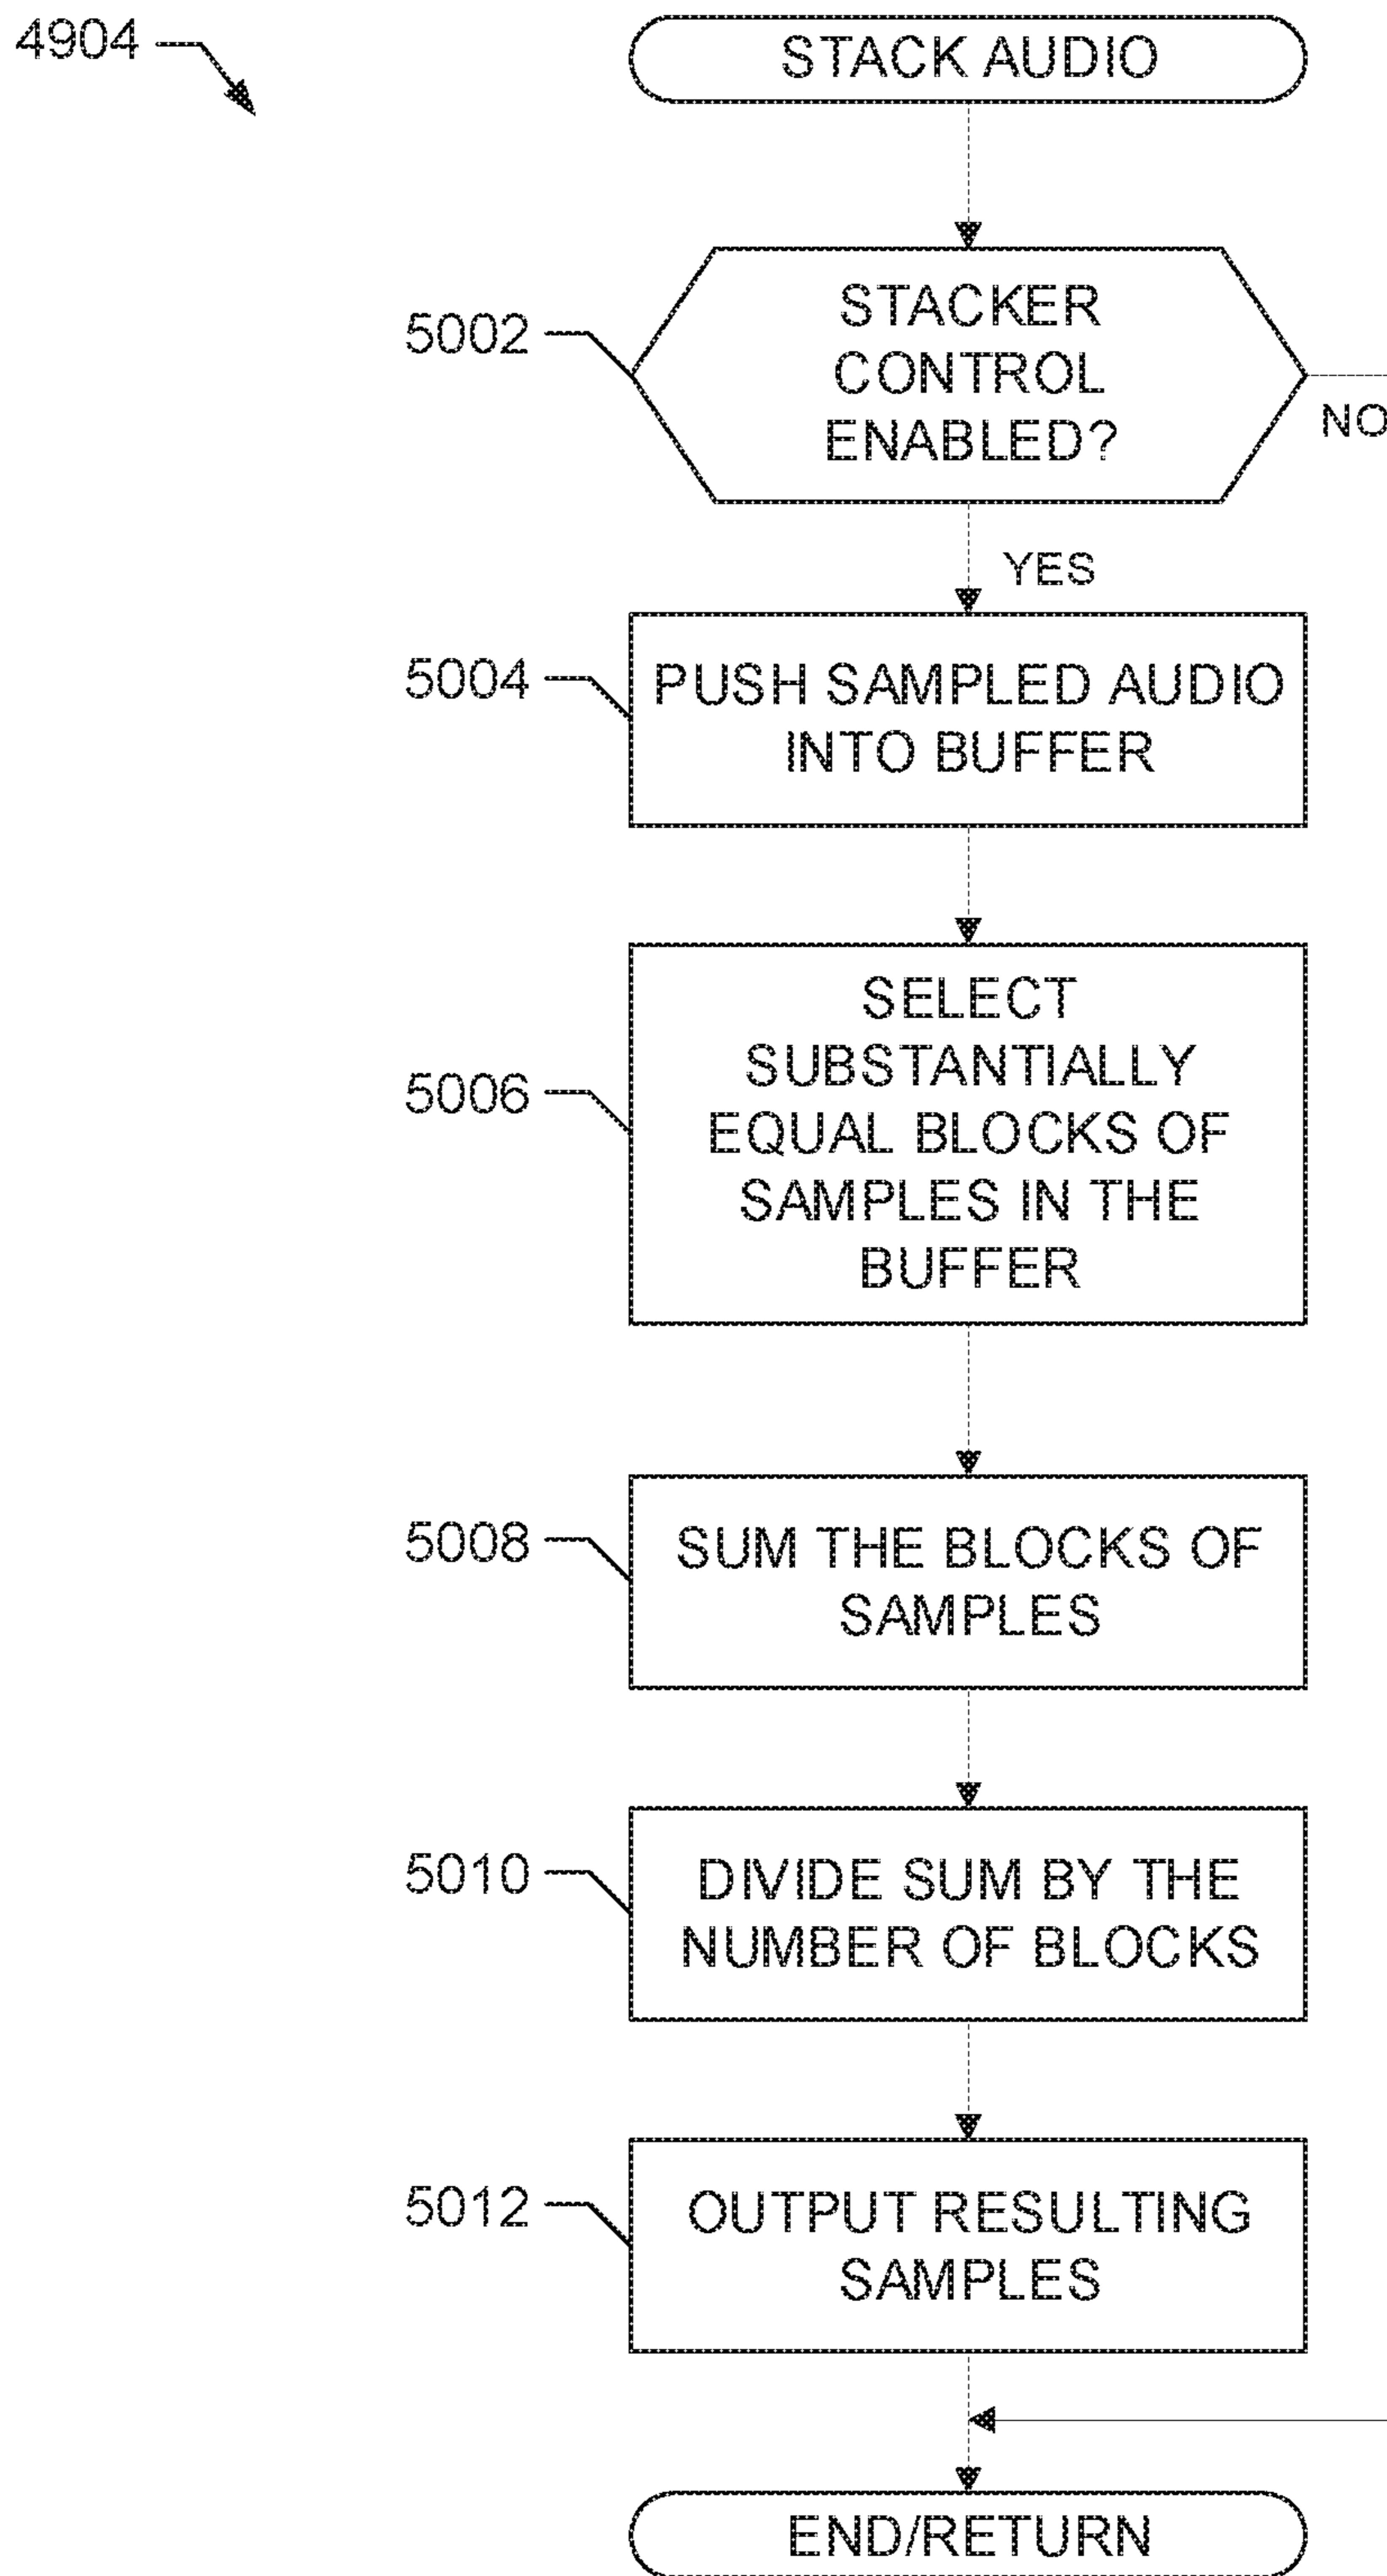 4904
STACK AUDIO
5002
STACKER
CONTROL
ENABLED?
NO
YES
5004
PUSH SAMPLED AUDIO
INTO BUFFER
5006
SELECT
SUBSTANTIALLY
EQUAL BLOCKS OF
SAMPLES IN THE
BUFFER
5008
SUM THE BLOCKS OF
SAMPLES
5010
DIVIDE SUM BY THE
NUMBER OF BLOCKS
5012
OUTPUT RESULTING
SAMPLES
END/RETURN